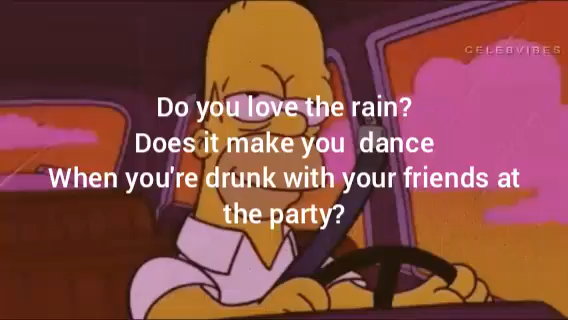 CELEBVIBES
Do you love the rain?
Does it make you  dance
When you're drunk with your friends at
the party?